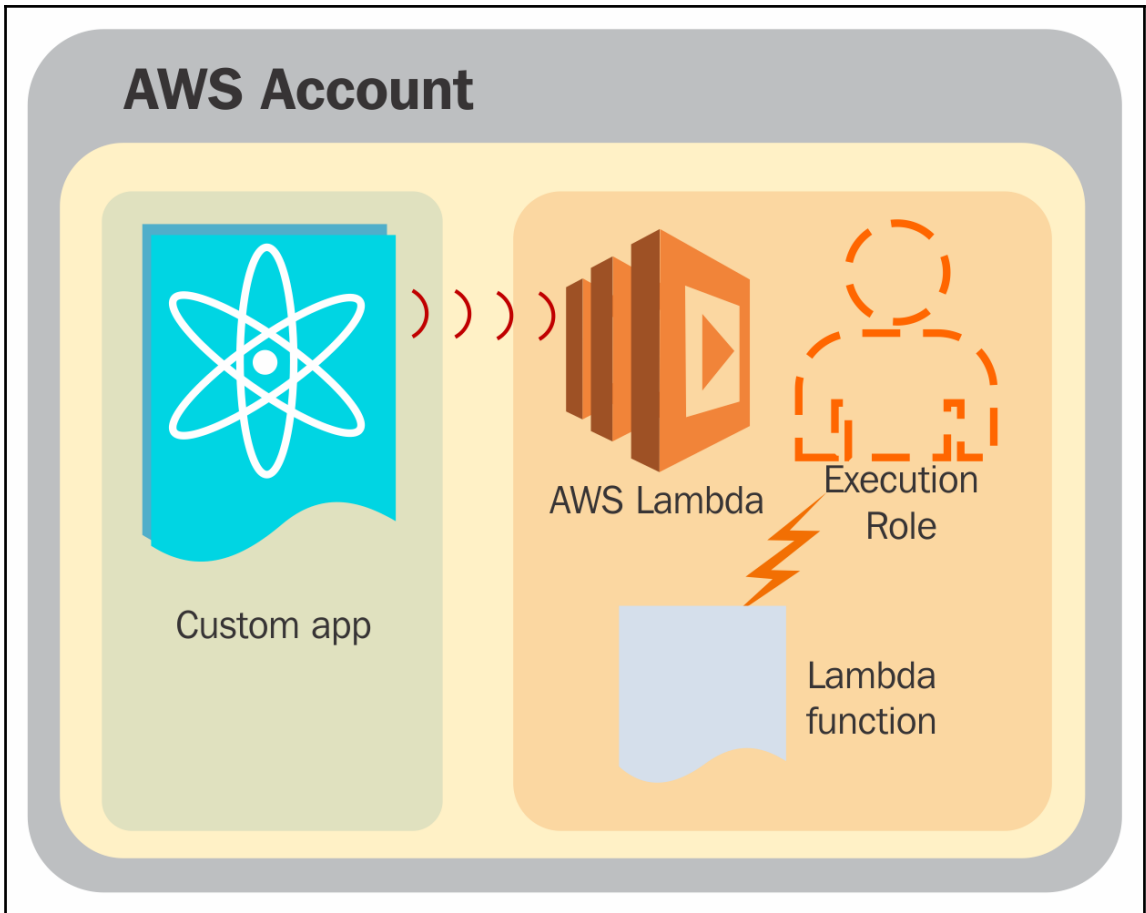 AWS Account
Custom app
AWS Lambda
Execution
Role
Lambda
function